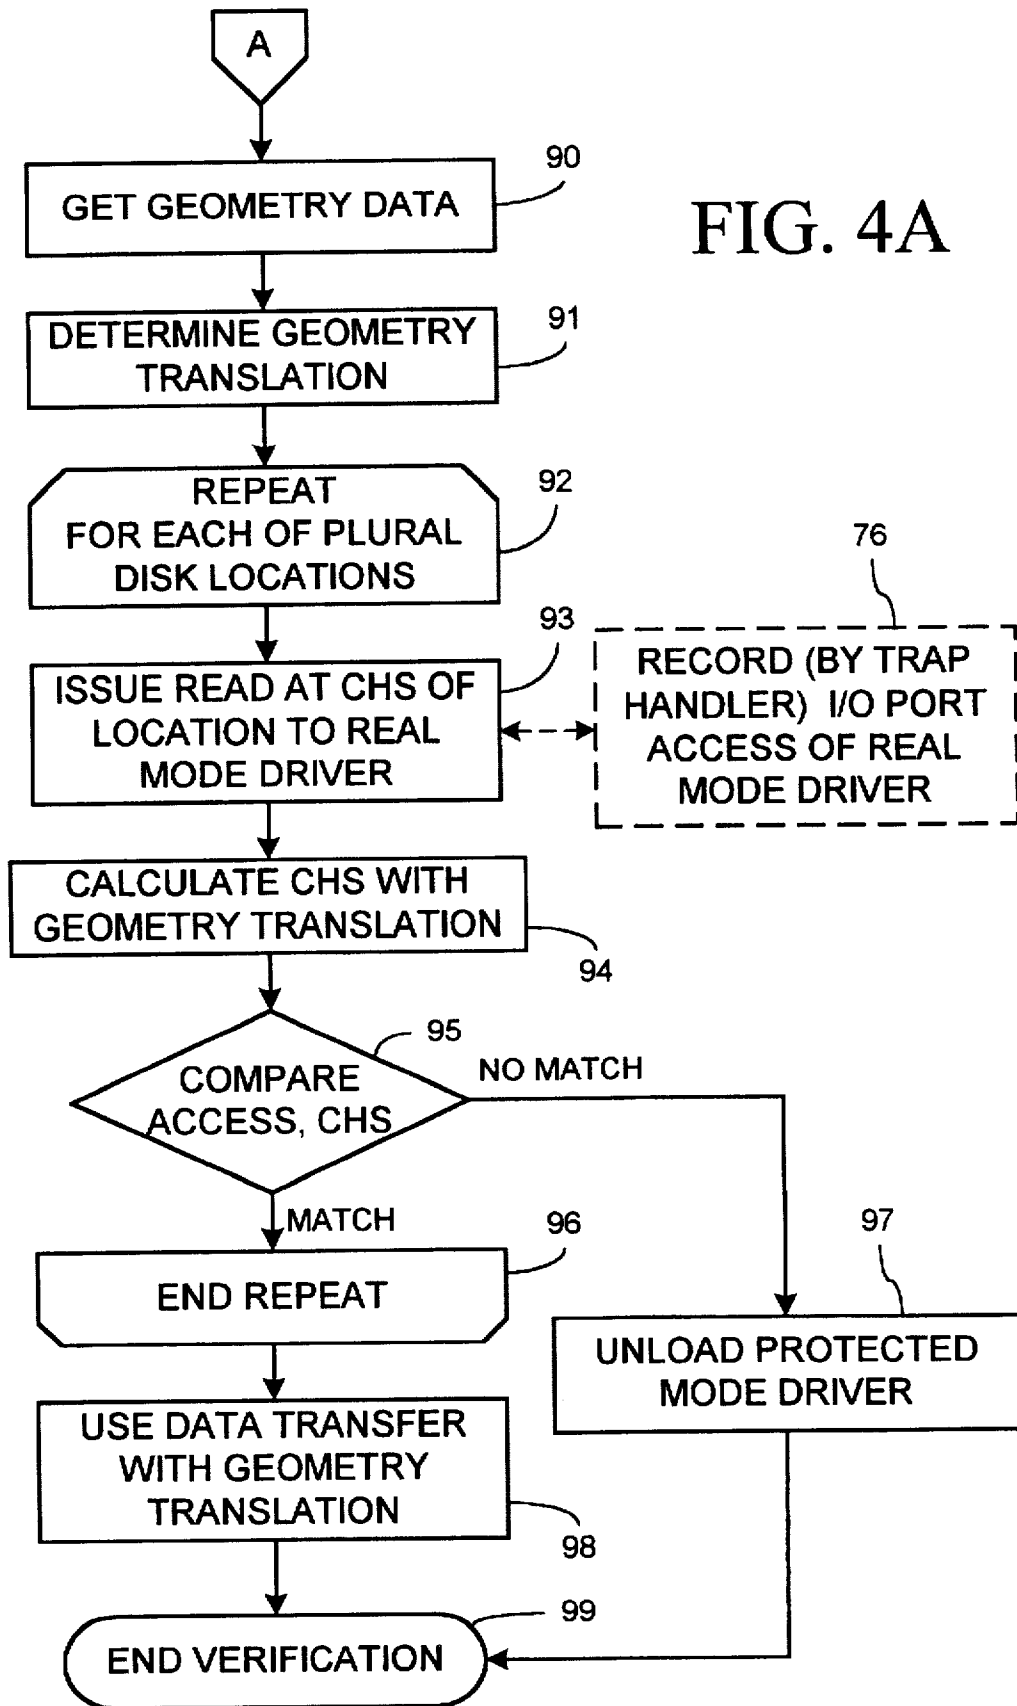 A
90
GET GEOMETRY DATA
FIG. 4A
91
DETERMINE GEOMETRY
TRANSLATION
92
REPEAT
FOR EACH OF PLURAL
DISK LOCATIONS
76
93
ISSUE READ AT CHS OF
LOCATION TO REAL
MODE DRIVER
RECORD (BY TRAP
HANDLER) I/O PORT
ACCESS OF REAL
MODE DRIVER
CALCULATE CHS WITH
GEOMETRY TRANSLATION
94
95
COMPARE
ACCESS, CHS
NO MATCH
MATCH
96
END REPEAT
97
UNLOAD PROTECTED
MODE DRIVER
USE DATA TRANSFER
WITH GEOMETRY
TRANSLATION
98
99
END VERIFICATION